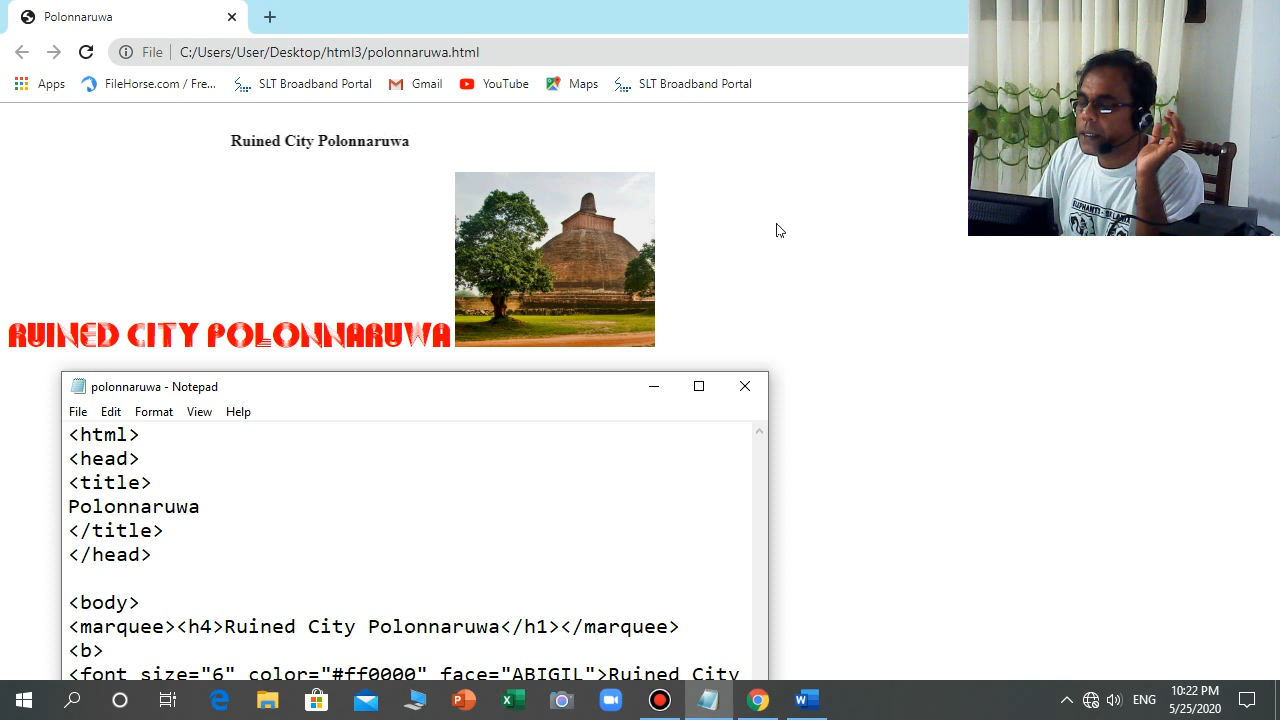 Polonnaruwa
File C:/Users/User/Desktop/html3/polonnaruwa.html
Apps FileHorse.com / Fre... SLT Broadband Portal Gmail YouTube Maps SLT Broadband Portal
Ruined City Polonnaruwa
RUINED CITY POLONNARUWA
polonnaruwa - Notepad
File Edit Format View Help
<html>
<head>
<title>
Polonnaruwa
</title>
</head>
<body>
<marquee><h4>Ruined City Polonnaruwa</h1></marquee>
<b>
<font size="6" color="#ff0000" face="ABIGIL">Ruined City
ENG
10:22 PM
5/25/2020